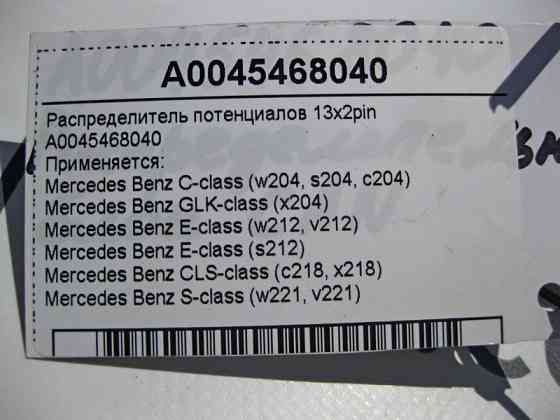 A0045468040
Распределитель потенциалов 13x2pin
A0045468040
Применяется:
Mercedes Benz C-class (w204, s204, c204)
Mercedes Benz GLK-class (x204)
Mercedes Benz E-class (w212, v212)
Mercedes Benz E-class (s212)
Mercedes Benz CLS-class (c218, x218)
Mercedes Benz S-class (w221, v221)